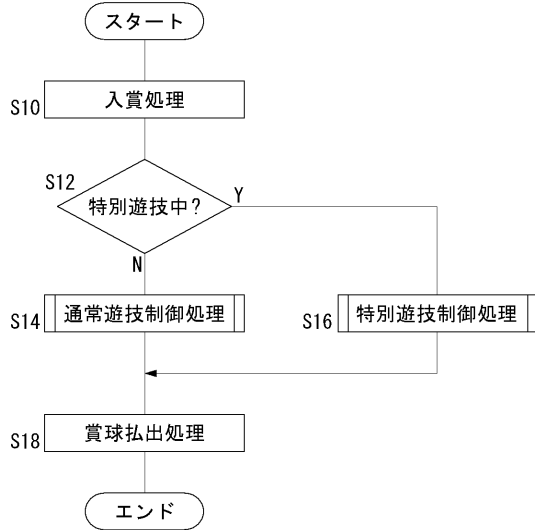 スタート
S10
入賞処理
S12
特別遊技中?
Y
N
S14
通常遊技制御処理
S16
特別遊技制御処理
S18
賞球払出処理
エンド